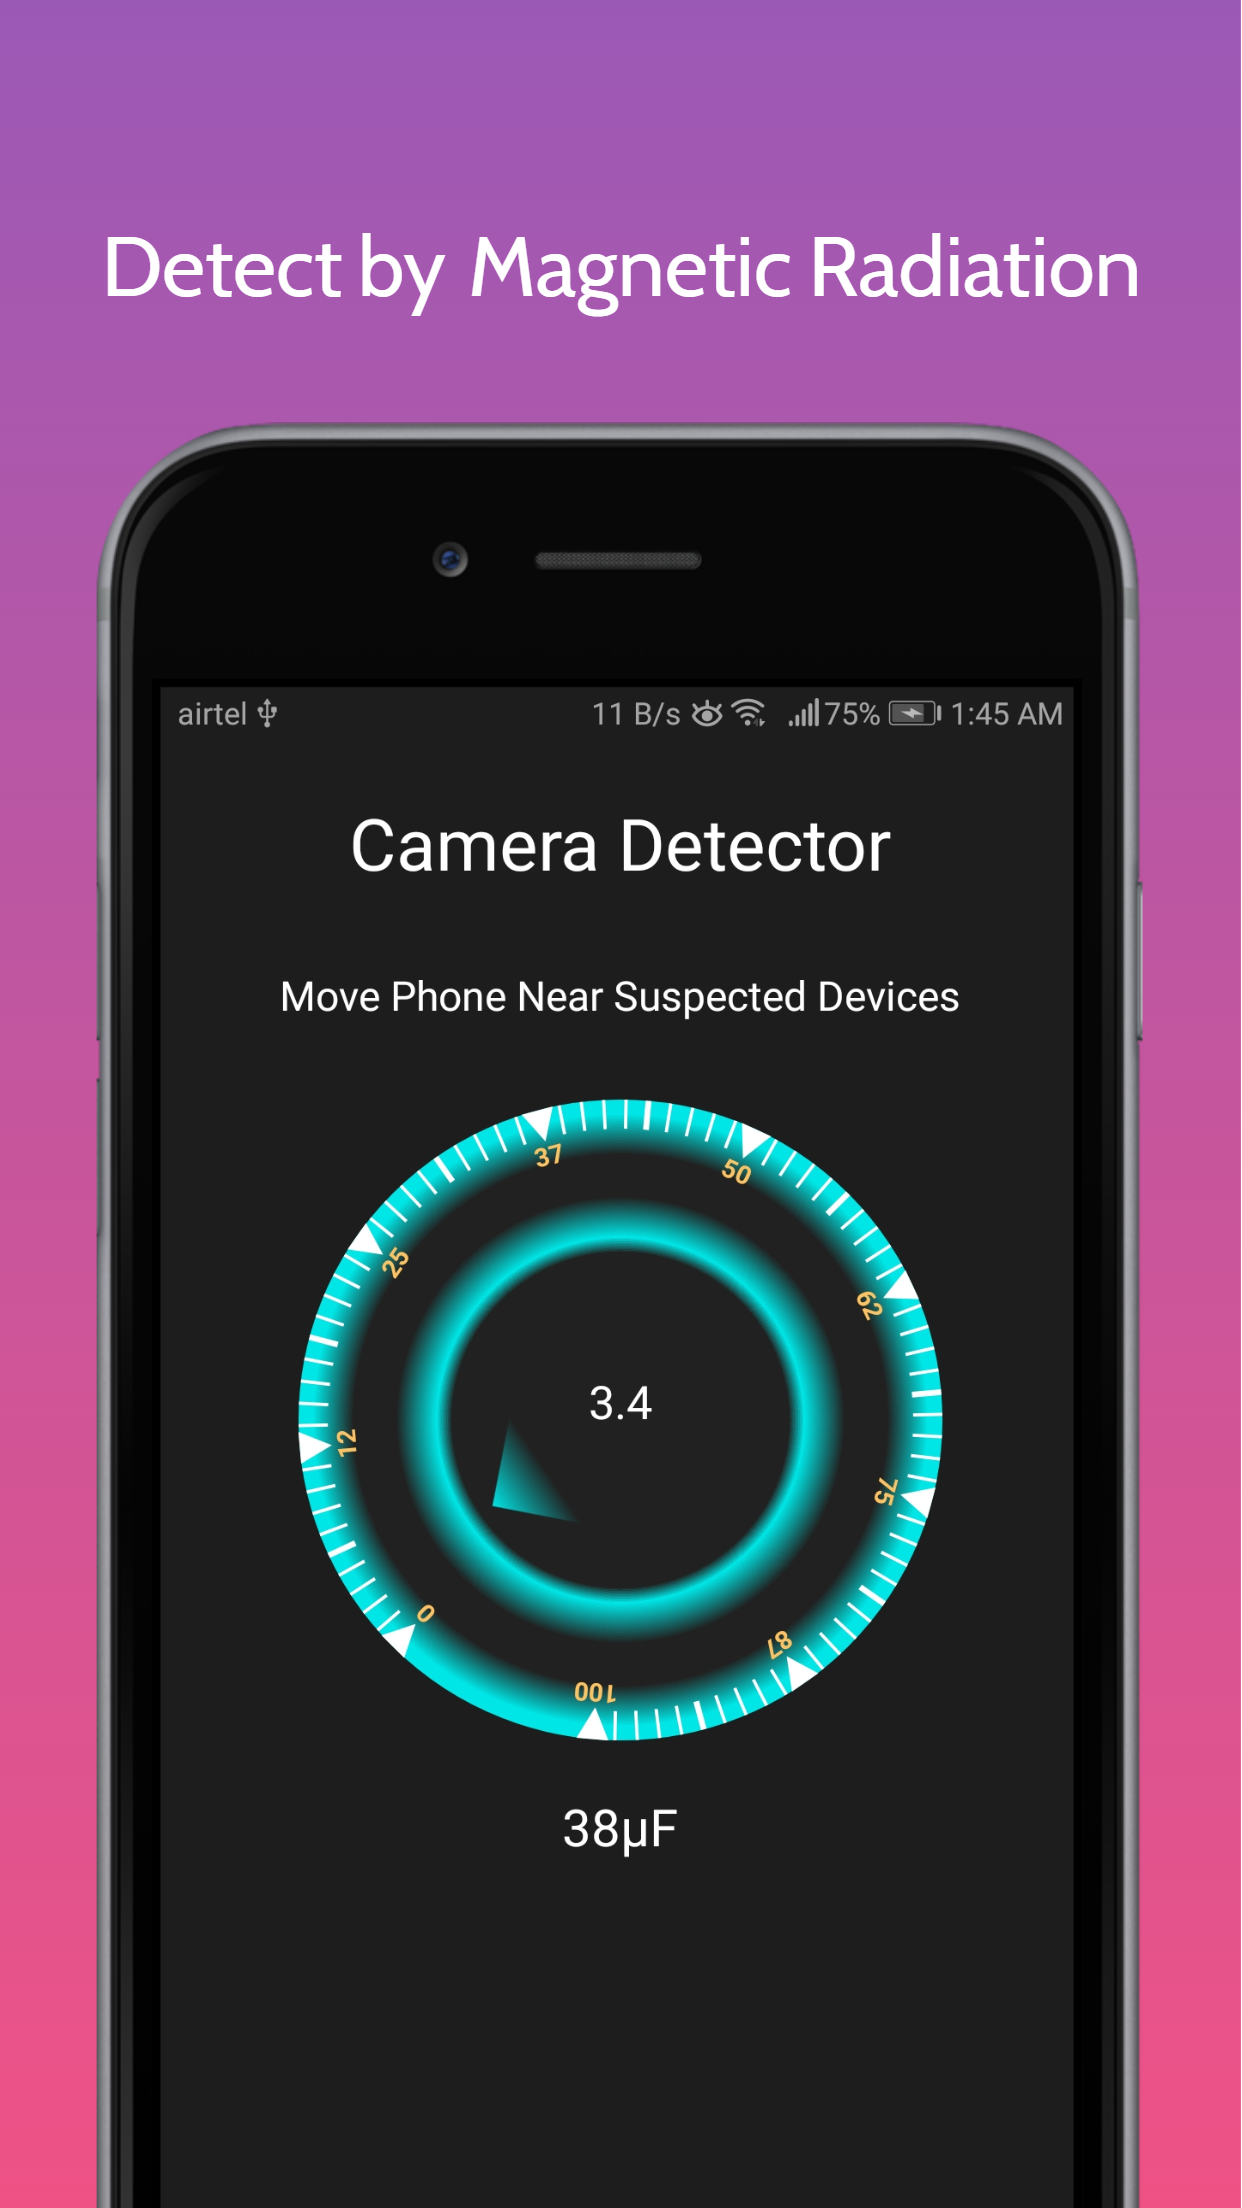 Detect by Magnetic Radiation
airtel 11 B/s 75% 1:45 AM
Camera Detector
Move Phone Near Suspected Devices
37
50
25
62
3.4
12
75
0
87
100
38µF